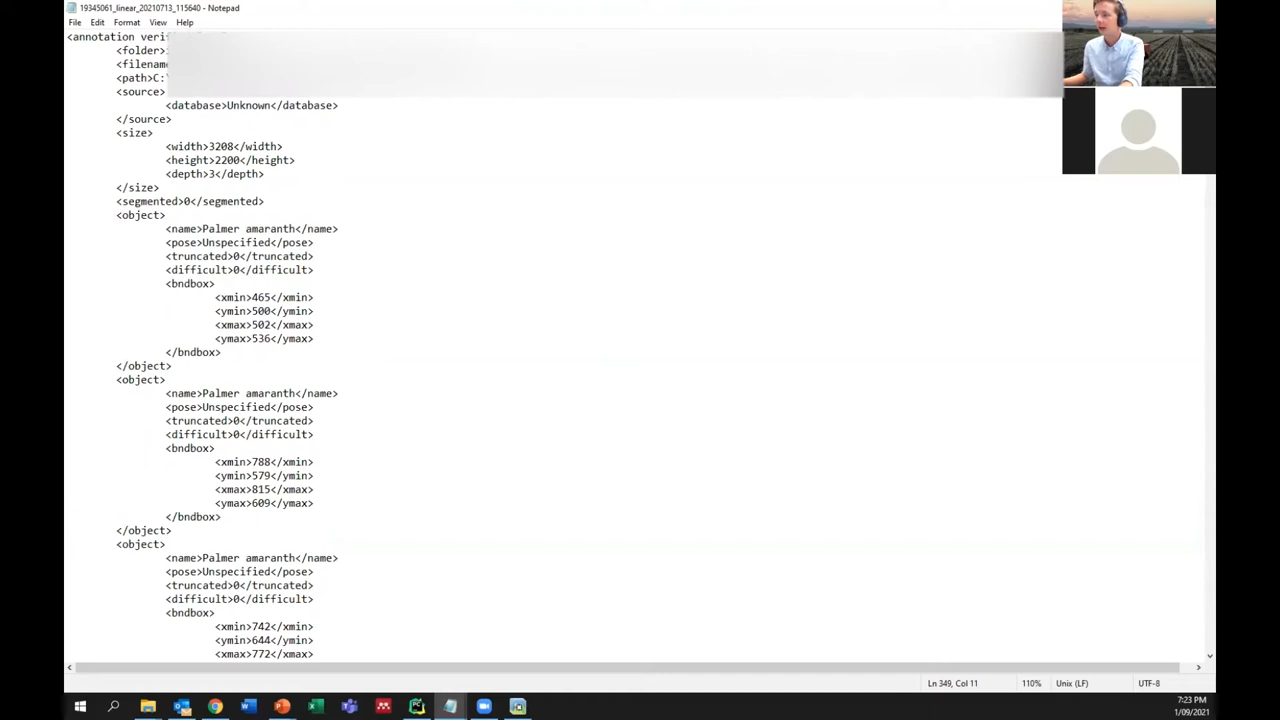 19345061_linear_20210713_115640 - Notepad
File Edit Format View Help
<annotation veri
<folder>
<filenam
<path>C:\
<source>
<database>Unknown</database>
</source>
<size>
<width>3208</width>
<height>2200</height>
<depth>3</depth>
</size>
<segmented>0</segmented>
<object>
<name>Palmer amaranth</name>
<pose>Unspecified</pose>
<truncated>0</truncated>
<difficult>0</difficult>
<bndbox>
<xmin>465</xmin>
<ymin>500</ymin>
<xmax>502</xmax>
<ymax>536</ymax>
</bndbox>
</object>
<object>
<name>Palmer amaranth</name>
<pose>Unspecified</pose>
<truncated>0</truncated>
<difficult>0</difficult>
<bndbox>
<xmin>788</xmin>
<ymin>579</ymin>
<xmax>815</xmax>
<ymax>609</ymax>
</bndbox>
</object>
<object>
<name>Palmer amaranth</name>
<pose>Unspecified</pose>
<truncated>0</truncated>
<difficult>0</difficult>
<bndbox>
<xmin>742</xmin>
<ymin>644</ymin>
<xmax>772</xmax>
Ln 349, Col 11 110% Unix (LF) UTF-8
7:23 PM
1/09/2021